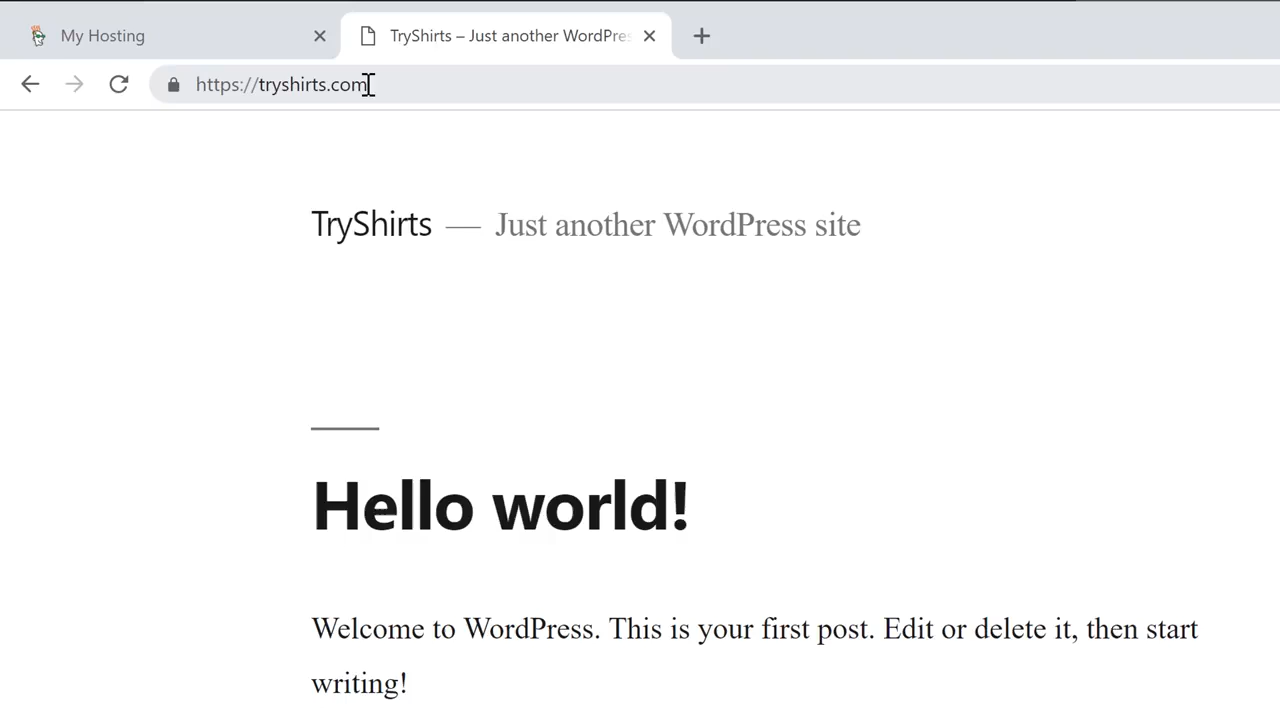 My Hosting
TryShirts – Just another WordPres
https://tryshirts.com
TryShirts — Just another WordPress site
Hello world!
Welcome to WordPress. This is your first post. Edit or delete it, then start
writing!